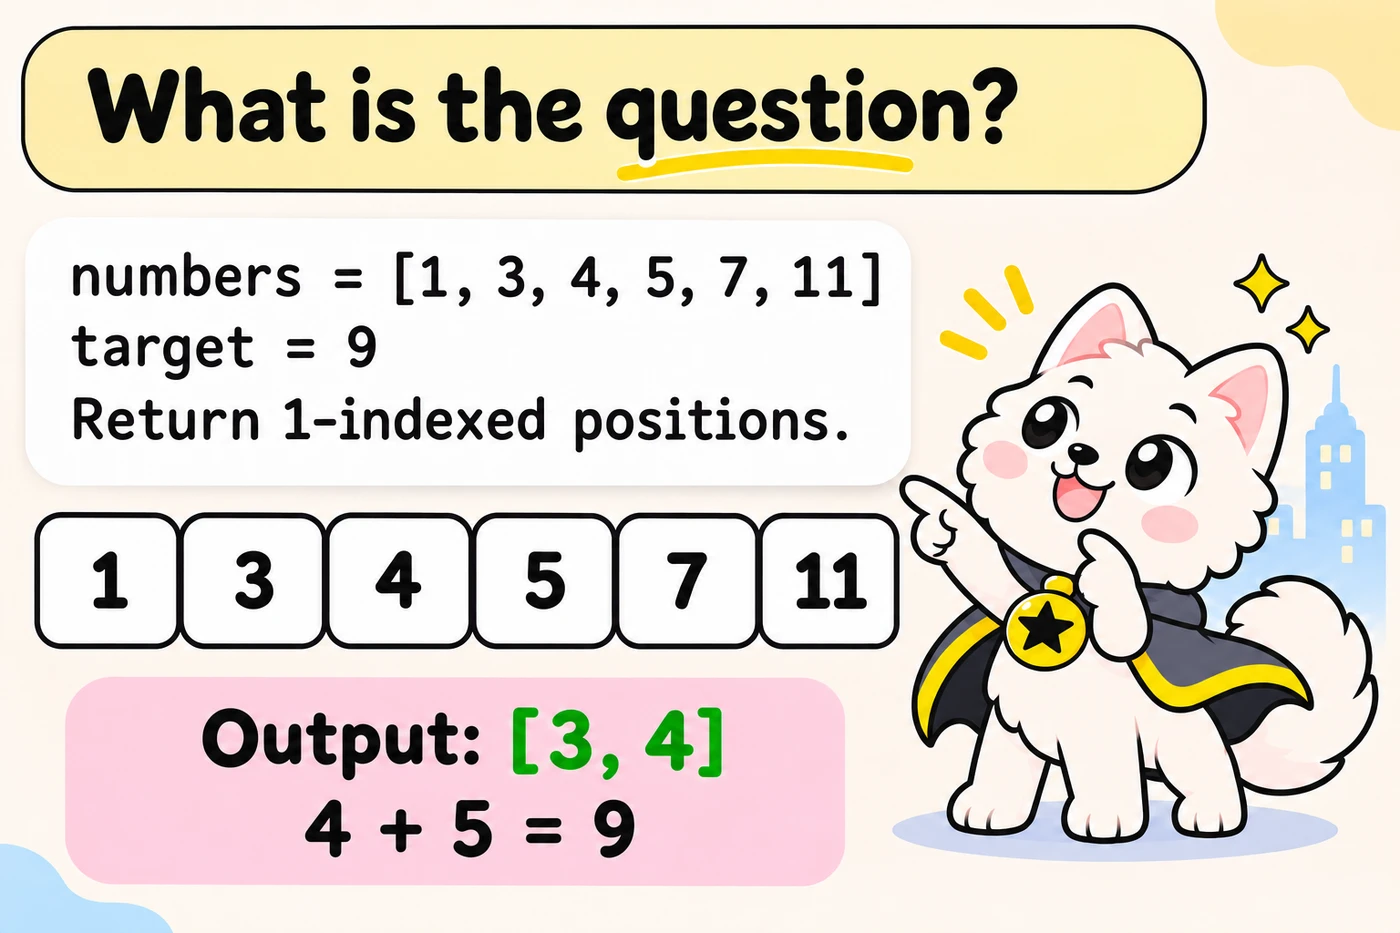 What is the question?
numbers = [1, 3, 4, 5, 7, 11]
target = 9
Return 1-indexed positions.
1 3 4 5 7 11
Output: [3, 4]
4 + 5 = 9